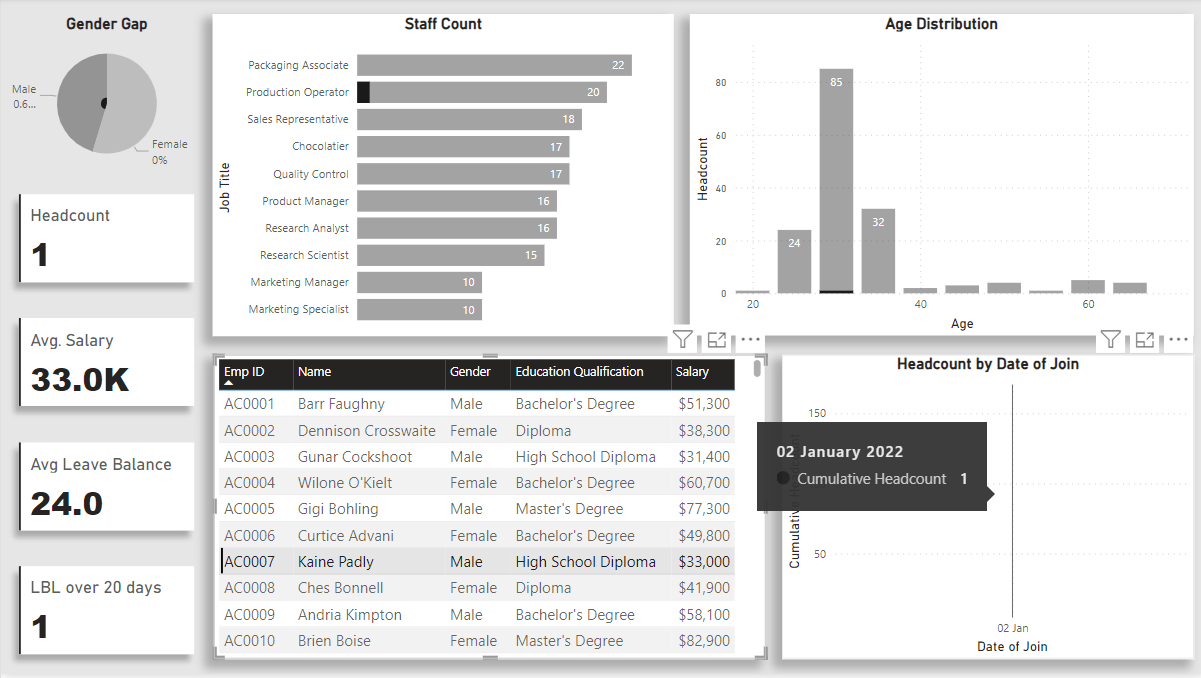 Gender Gap
Male
0.6...
Female
0%
Headcount
1
Avg. Salary
33.0K
Avg Leave Balance
24.0
LBL over 20 days
1
Staff Count
Job Title
Packaging Associate 22
Production Operator 20
Sales Representative 18
Chocolatier 17
Quality Control 17
Product Manager 16
Research Analyst 16
Research Scientist 15
Marketing Manager 10
Marketing Specialist 10
Age Distribution
Headcount
80
60
40
20
0
85
24
32
20 40 60
Age
Emp ID Name Gender Education Qualification Salary
AC0001 Barr Faughny Male Bachelor's Degree $51,300
AC0002 Dennison Crosswaite Female Diploma $38,300
AC0003 Gunar Cockshoot Male High School Diploma $31,400
AC0004 Wilone O'Kielt Female Bachelor's Degree $60,700
AC0005 Gigi Bohling Male Master's Degree $77,300
AC0006 Curtice Advani Female Bachelor's Degree $49,800
AC0007 Kaine Padly Male High School Diploma $33,000
AC0008 Ches Bonnell Female Diploma $41,900
AC0009 Andria Kimpton Male Bachelor's Degree $58,100
AC0010 Brien Boise Female Master's Degree $82,900
Headcount by Date of Join
150
50
Cumulative
02 January 2022
Cumulative Headcount 1
02 Jan
Date of Join